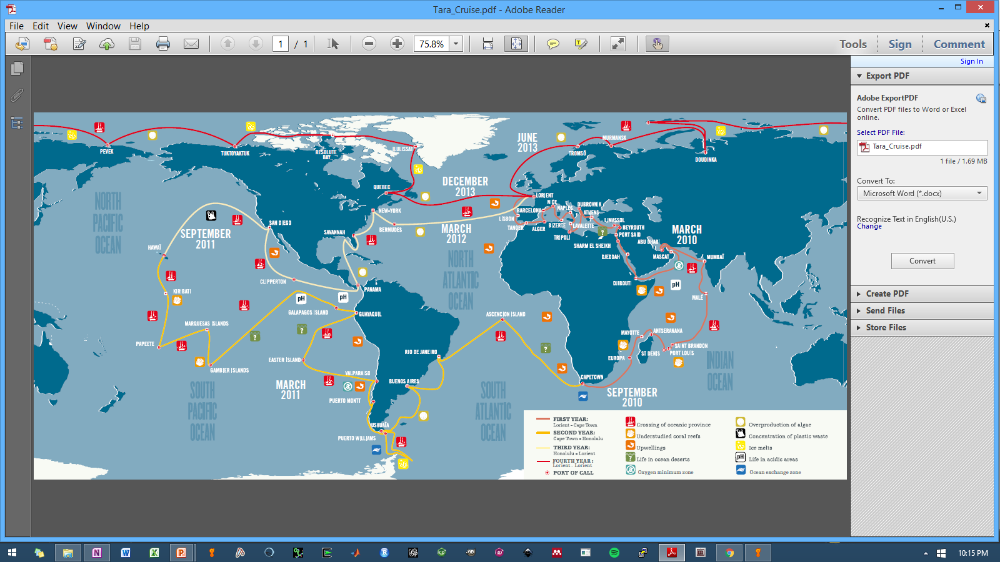 Tara_Cruise.pdf - Adobe Reader
File Edit View Window Help
1 / 1
75.8%
Tools Sign Comment
Sign In
Export PDF
Adobe ExportPDF
Convert PDF files to Word or Excel
online.
Select PDF File:
Tara_Cruise.pdf
1 file / 1.69 MB
Convert To:
Microsoft Word (*.docx)
Recognize Text in English(U.S.)
Change
Convert
Create PDF
Send Files
Store Files
PEVEK
TUKTOYAKTUK
RESOLUTE
BAY
ILULISSAT
JUNE
2013
MURMANSK
TROMSÖ
DOUDINKA
DECEMBER
2013
QUEBEC
LORIENT
NICE
NAPLES
DUBROVNIK
BARCELONA
ATHENS
LISBON
TANGER
ALGER
BIZERTE
LAVALETTE
LIMASSOL
BEYROUTH
PORT SAID
TRIPOLI
SHARM EL SHEIKH
ABU DHABI
DJEDDAH
MASCAT
MUMBAÏ
MARCH
2010
NORTH
PACIFIC
OCEAN
SAN DIEGO
NEW-YORK
SAVANNAH
BERMUDES
MARCH
2012
SEPTEMBER
2011
HAWAÏ
CLIPPERTON
PANAMA
NORTH
ATLANTIC
OCEAN
DJIBOUTI
pH
MALÉ
KIRIBATI
pH
pH
GALAPAGOS ISLAND
GUAYAQUIL
ASCENCION ISLAND
MARQUESAS ISLANDS
?
?
?
?
PAPEETE
GAMBIER ISLANDS
EASTER ISLAND
RIO DE JANEIRO
MAYOTTE
ANTSERANANA
SAINT BRANDON
ST DENIS
PORT LOUIS
EUROPA
INDIAN
OCEAN
VALPARAISO
BUENOS AIRES
CAPETOWN
MARCH
2011
SOUTH
PACIFIC
OCEAN
PUERTO MONTT
SOUTH
ATLANTIC
OCEAN
SEPTEMBER
2010
USHUAÏA
PUERTO WILLIAMS
FIRST YEAR:
Lorient - Cape Town
SECOND YEAR:
Cape Town - Honolulu
THIRD YEAR:
Honolulu - Lorient
FOURTH YEAR :
Lorient - Lorient
PORT OF CALL
Crossing of oceanic province
Understudied coral reefs
Upwellings
? Life in ocean deserts
Oxygen minimum zone
Overproduction of algae
Concentration of plastic waste
Ice melts
pH Life in acidic areas
Ocean exchange zone
10:15 PM